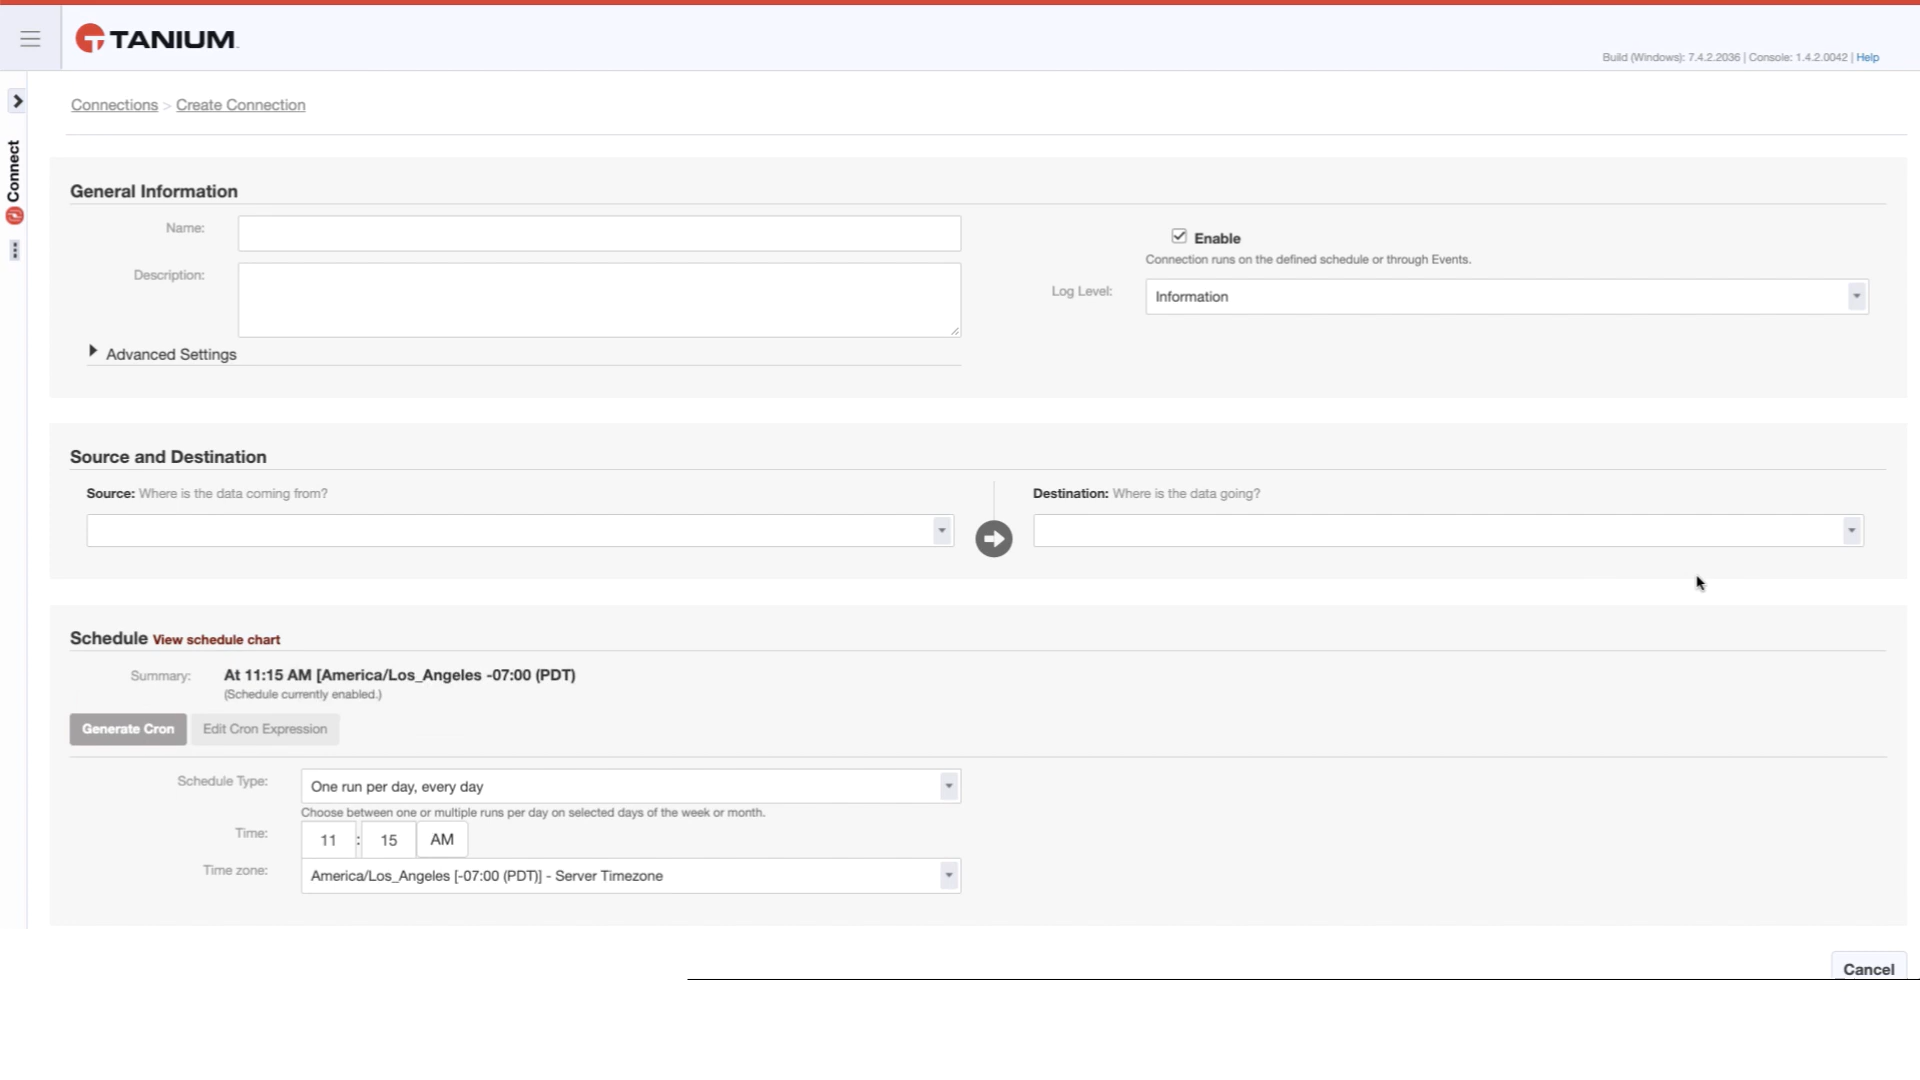 TANIUM
Build (Windows): 7.4.2.2036 | Console: 1.4.2.0042 | Help
Connections > Create Connection
Connect
General Information
Name:
Enable
Connection runs on the defined schedule or through Events.
Description:
Log Level:
Information
Advanced Settings
Source and Destination
Source: Where is the data coming from?
Destination: Where is the data going?
Schedule View schedule chart
Summary:
At 11:15 AM [America/Los_Angeles -07:00 (PDT)
(Schedule currently enabled.)
Generate Cron
Edit Cron Expression
Schedule Type:
One run per day, every day
Choose between one or multiple runs per day on selected days of the week or month.
Time:
11 : 15 AM
Time zone:
America/Los_Angeles [-07:00 (PDT)] - Server Timezone
Cancel